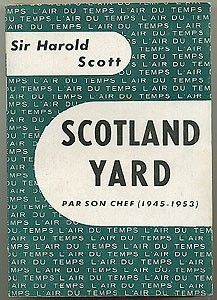 L'AIR DU TEMPS
Sir Harold
Scott
SCOTLAND
YARD
PAR SON CHEF (1945-1953)
L'AIR DU TEMPS